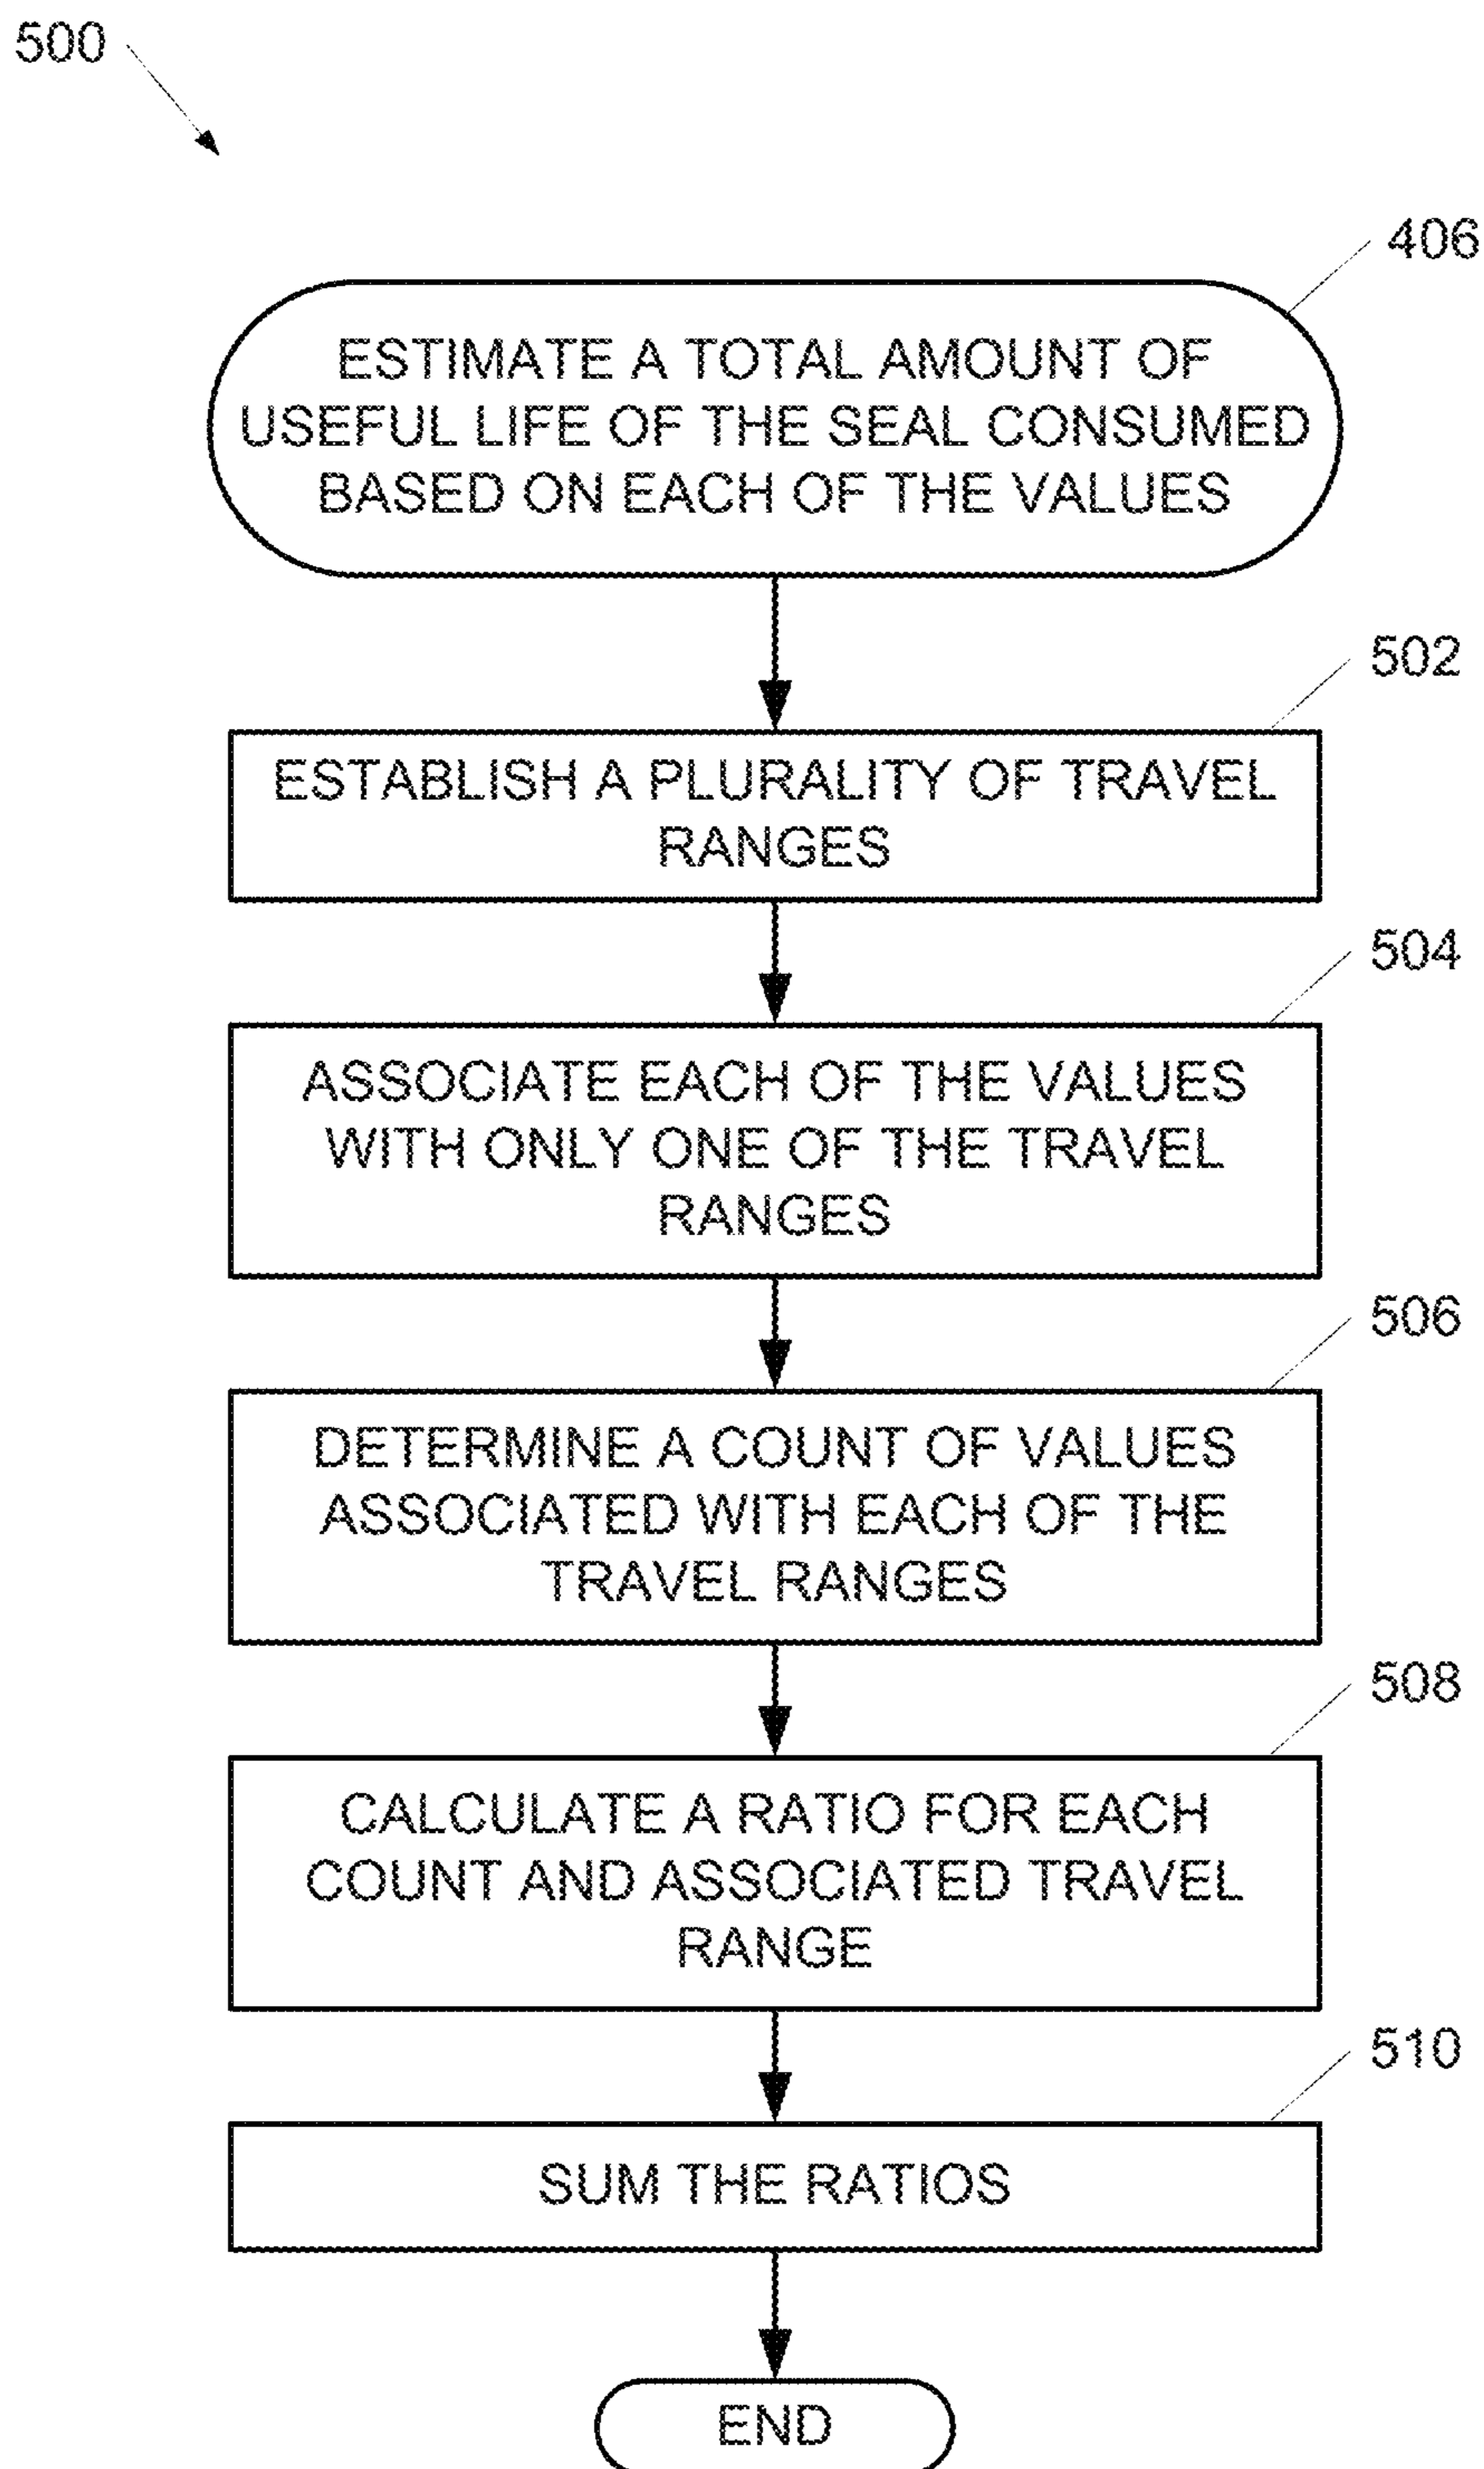 500
406
ESTIMATE A TOTAL AMOUNT OF
USEFUL LIFE OF THE SEAL CONSUMED
BASED ON EACH OF THE VALUES
502
ESTABLISH A PLURALITY OF TRAVEL
RANGES
504
ASSOCIATE EACH OF THE VALUES
WITH ONLY ONE OF THE TRAVEL
RANGES
506
DETERMINE A COUNT OF VALUES
ASSOCIATED WITH EACH OF THE
TRAVEL RANGES
508
CALCULATE A RATIO FOR EACH
COUNT AND ASSOCIATED TRAVEL
RANGE
510
SUM THE RATIOS
END